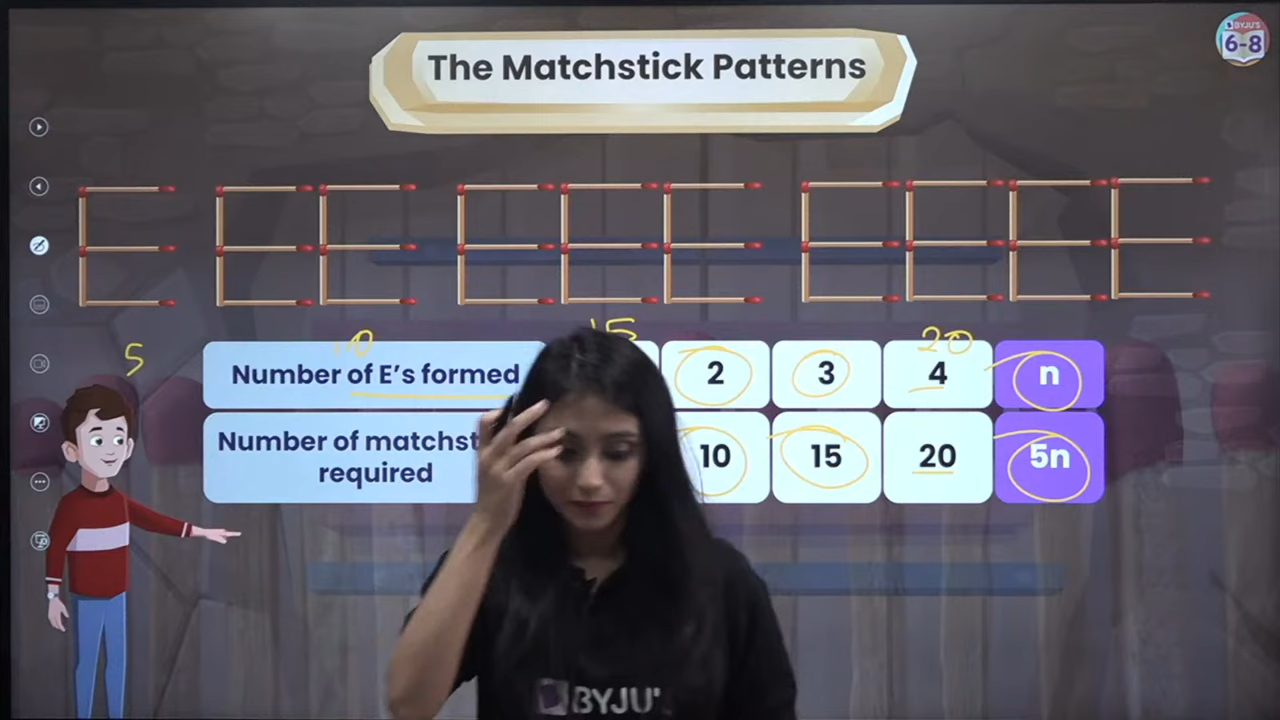 BYJU'S
6-8
The Matchstick Patterns
5
10
15
20
Number of E's formed
2
3
4
n
Number of
required
10
15
20
5n
BYJU'